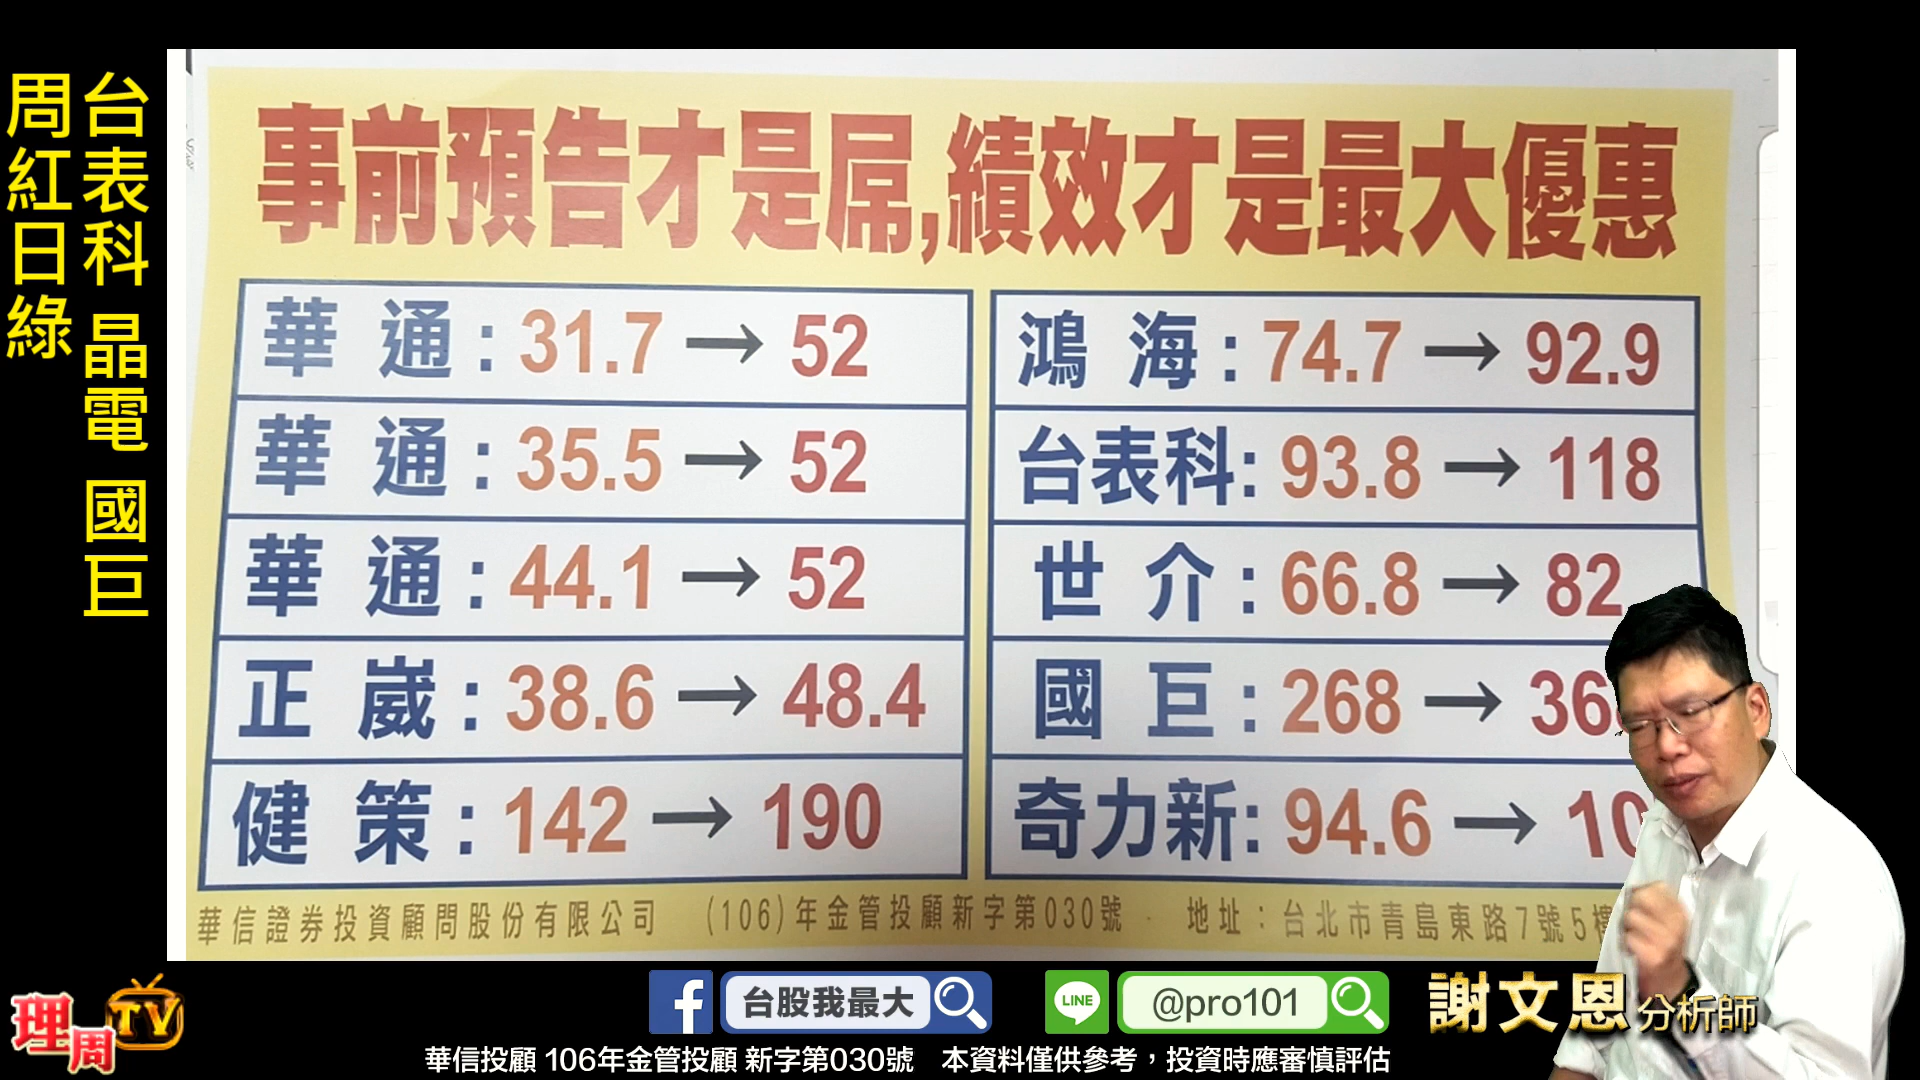 台表科 晶電 國巨
周紅日綠
事前預告才是屌,績效才是最大優惠
華通:31.7→52
華通:35.5→52
華通:44.1→52
正崴:38.6→48.4
健策:142→190
鴻海:74.7→92.9
台表科:93.8→118
世介:66.8→82
國巨:268→
奇力新:94.6→
華信證券投資顧問股份有限公司 (106)年金管投顧新字第030號 地址:台北市青島東路7號5樓
理周TV
台股我最大
LINE
@pro101
謝文恩分析師
華信投顧 106年金管投顧 新字第030號 本資料僅供參考,投資時應審慎評估